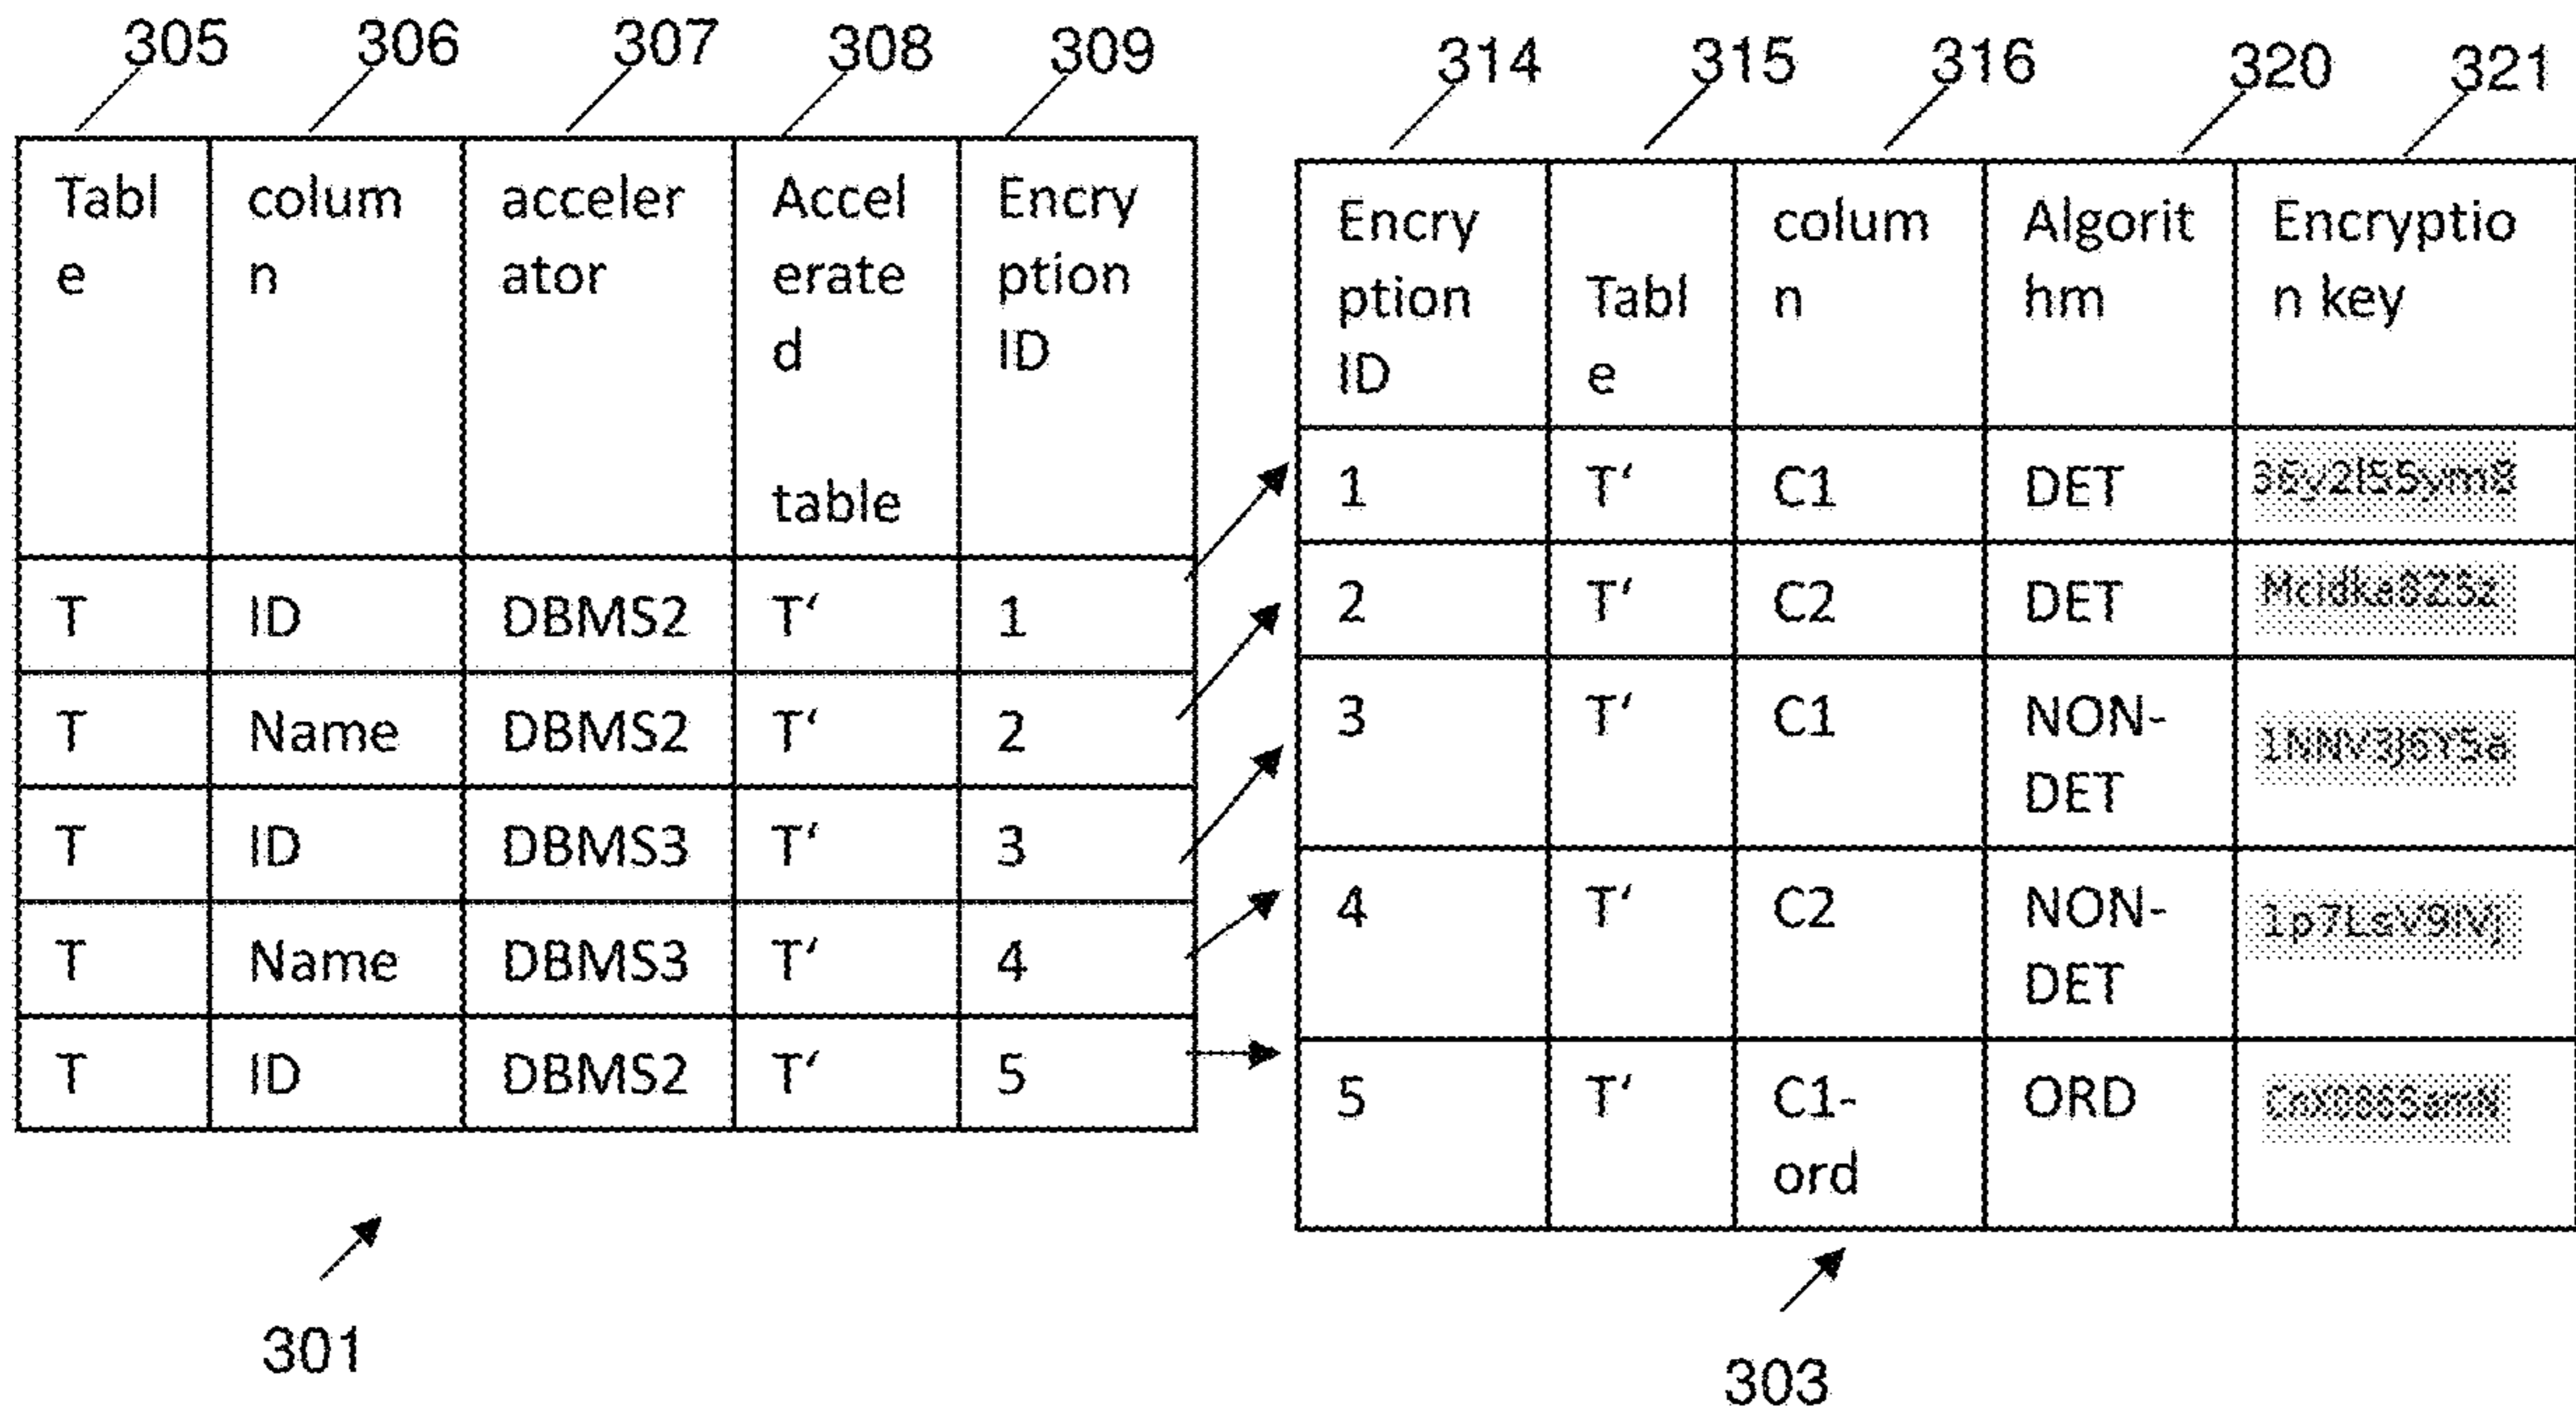 305 306 307 308 309
Tabl
e
colum
n
acceler
ator
Accel
erate
d
table
Encry
ption
ID
T ID DBMS2 T‘ 1
T Name DBMS2 T‘ 2
T ID DBMS3 T‘ 3
T Name DBMS3 T‘ 4
T ID DBMS2 T‘ 5
301
314 315 316 320 321
Encry
ption
ID
Tabl
e
colum
n
Algorit
hm
Encryptio
n key
1 T‘ C1 DET
2 T‘ C2 DET
3 T‘ C1 NON-
DET
4 T‘ C2 NON-
DET
5 T‘ C1-
ord
ORD
303